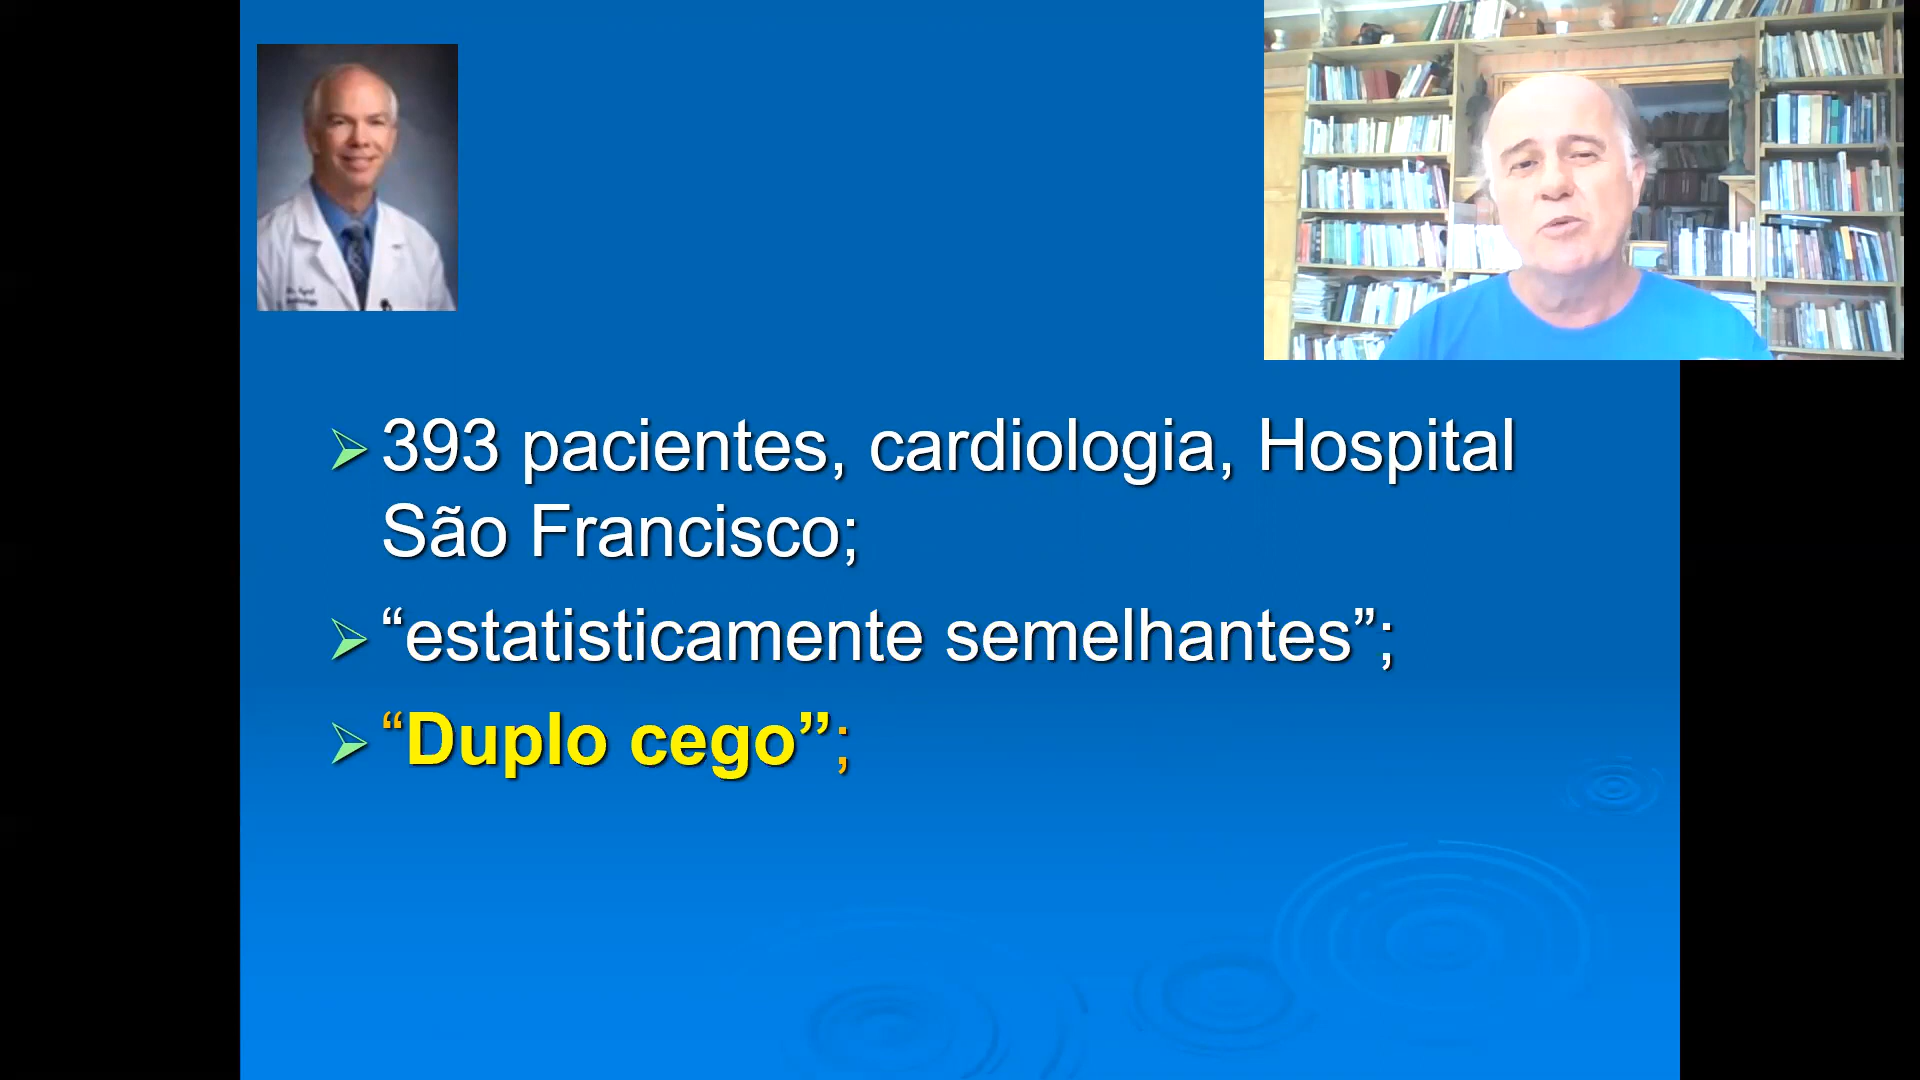 393 pacientes, cardiologia, Hospital
São Francisco;
“estatisticamente semelhantes”;
“Duplo cego”;